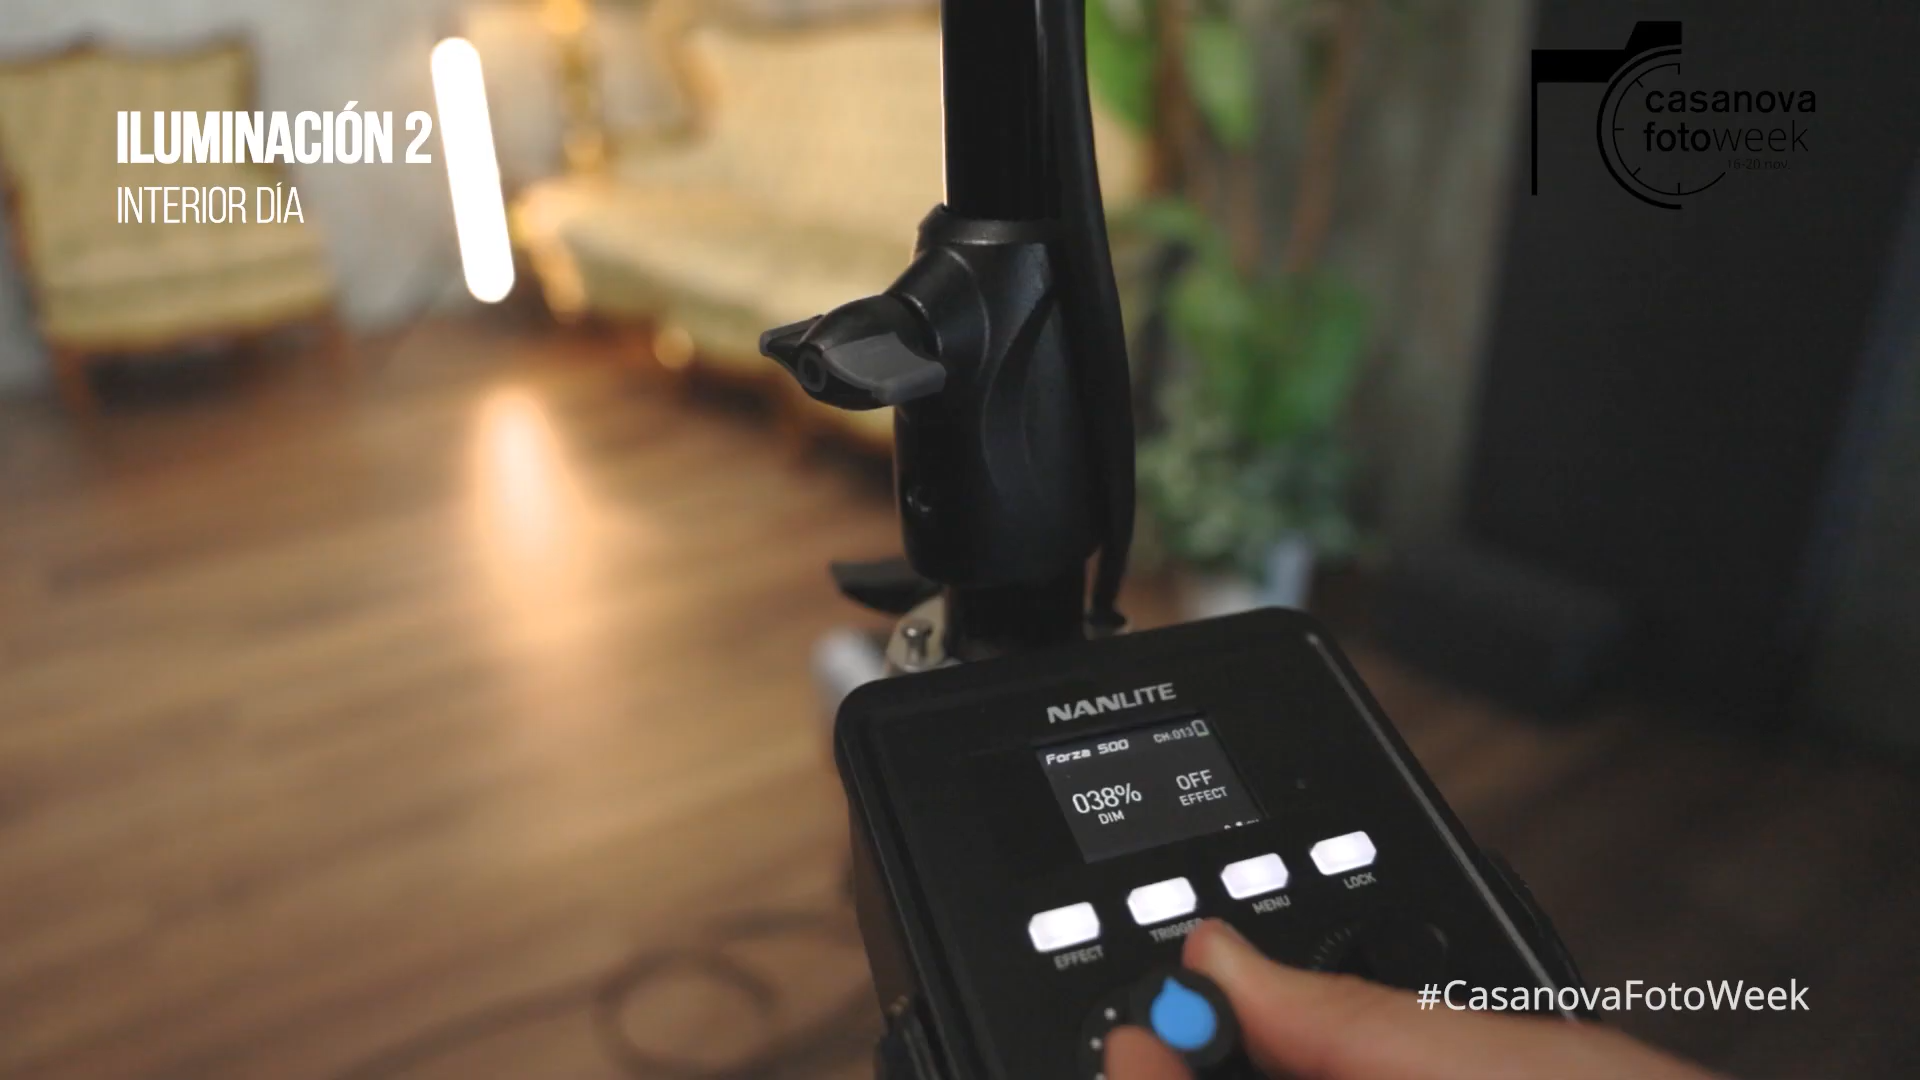 ILUMINACIÓN 2
INTERIOR DÍA
casanova
fotoweek
16-20 nov.
NANLITE
Forza 500
CH:013
038%
DIM
OFF
EFFECT
EFFECT
TRIGGER
MENU
LOCK
#CasanovaFotoWeek